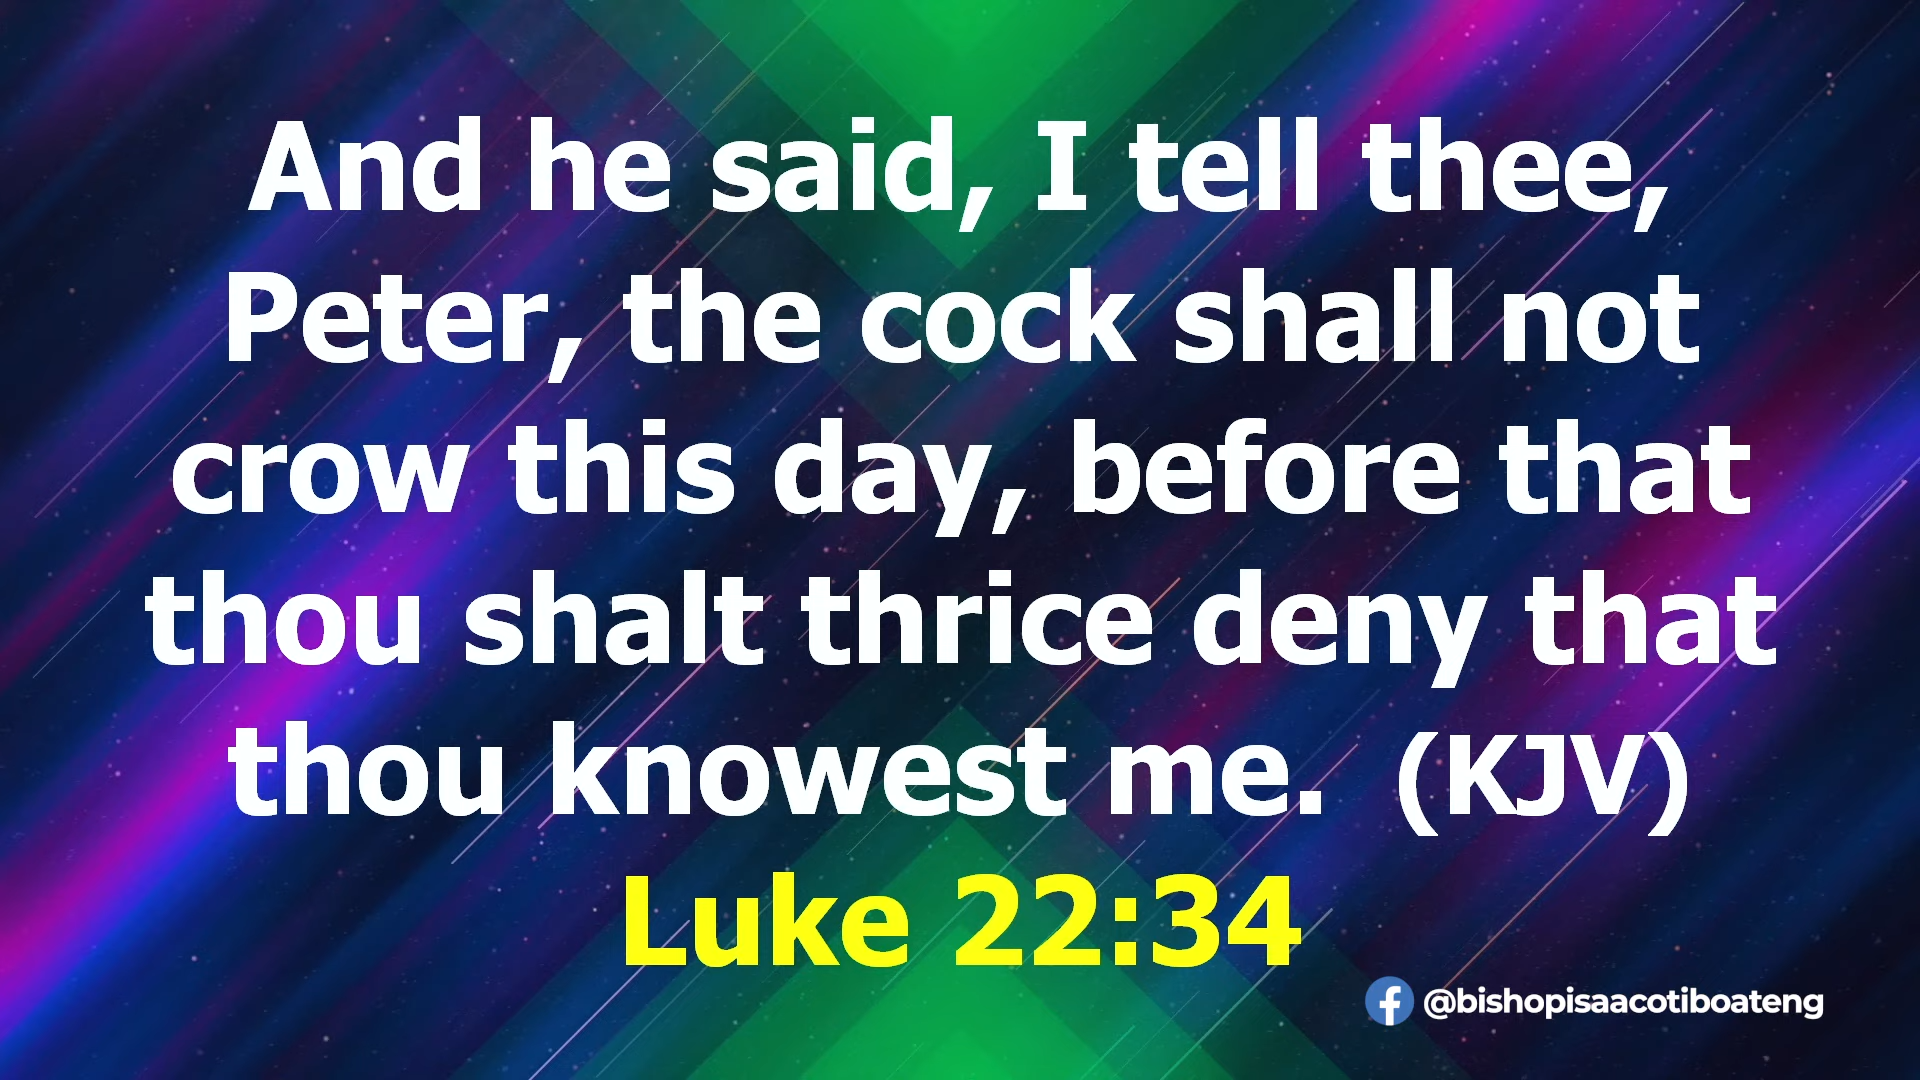 And he said, I tell thee,
Peter, the cock shall not
crow this day, before that
thou shalt thrice deny that
thou knowest me.  (KJV)
Luke 22:34
@bishopisaacotiboateng